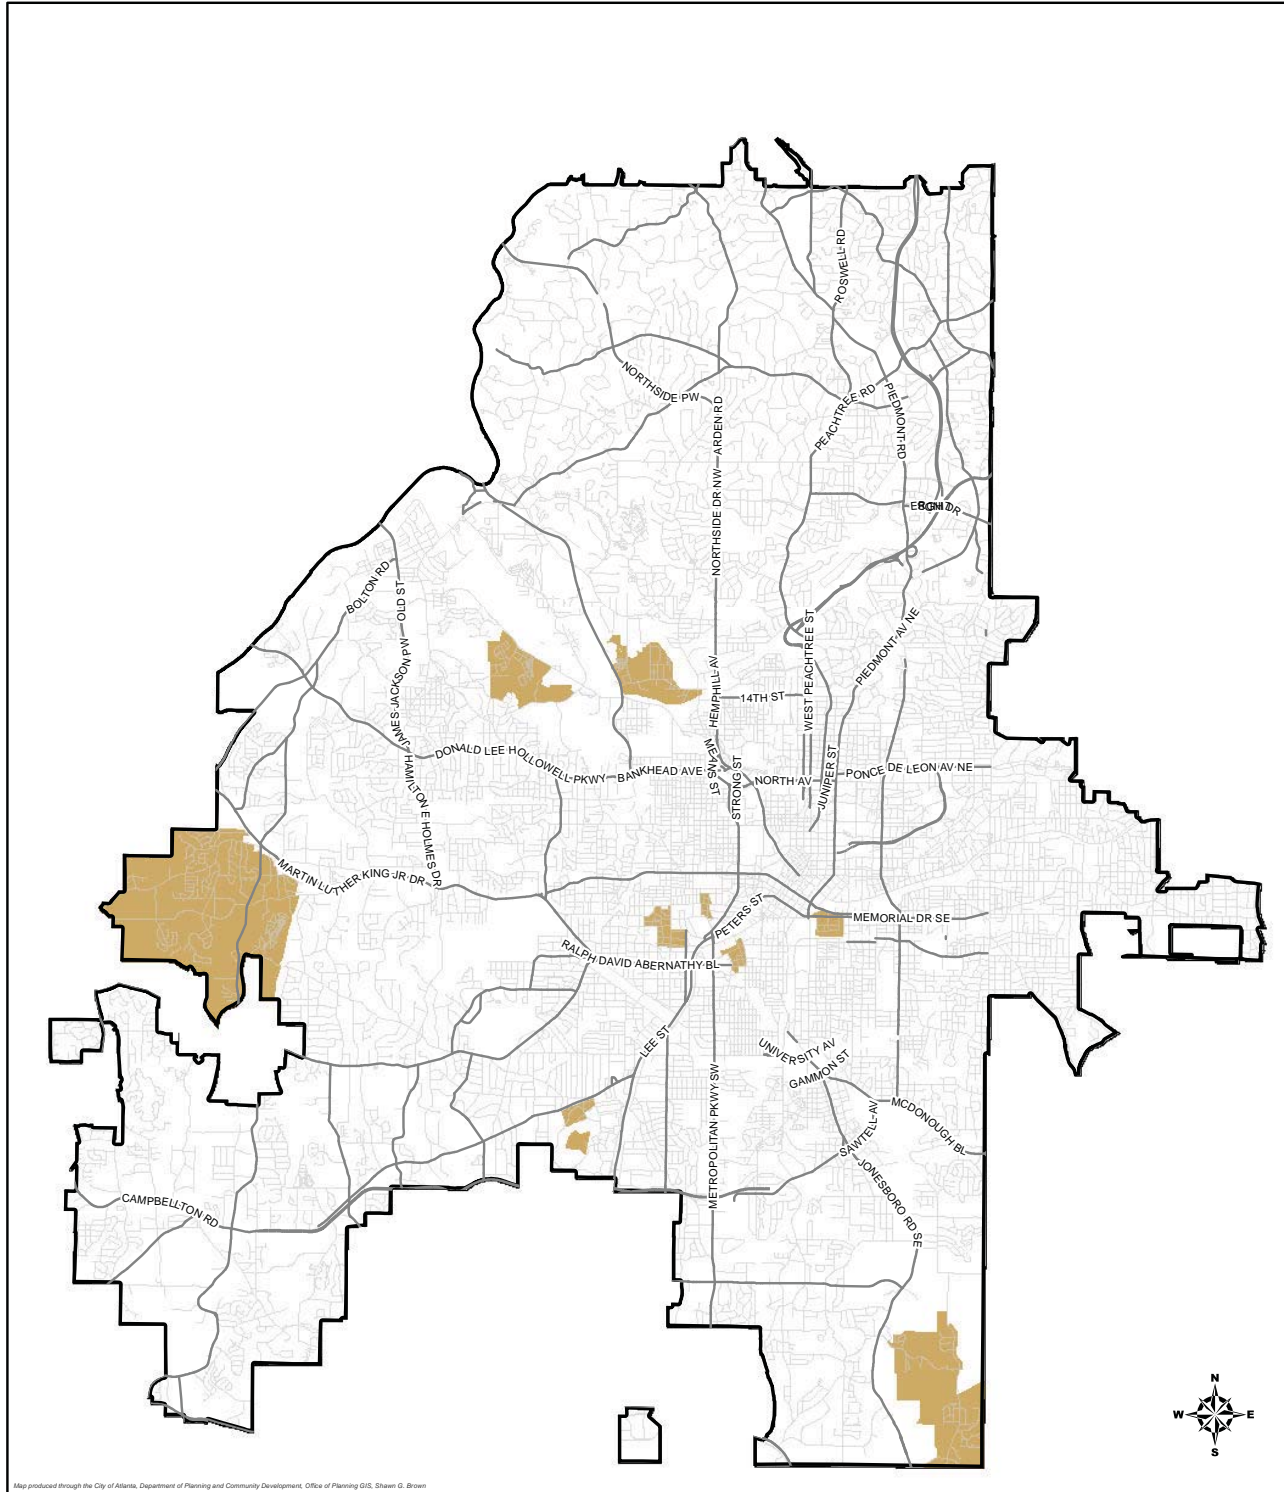 ROSWELL RD
NORTHSIDE PW
ARDEN RD
PEACHTREE RD
PIEDMONT RD
NORTHSIDE DR NW
BOLTON RD
OLD ST
JAMES JACKSON PW
WEST PEACHTREE ST
PIEDMONT AV NE
HEMPHILL AV
14TH ST
HAMILTON E HOLMES DR
DONALD LEE HOLLOWELL PKWY
BANKHEAD AVE
MEANS ST
STRONG ST
NORTH AV
JUNIPER ST
PONCE DE LEON AV NE
MARTIN LUTHER KING JR DR
PETERS ST
MEMORIAL DR SE
RALPH DAVID ABERNATHY BL
LEE ST
UNIVERSITY AV
GAMMON ST
METROPOLITAN PKWY SW
SAWTELL AV
MCDONOUGH BL
CAMPBELLTON RD
JONESBORO RD SE
N
W E
S
Map produced through the City of Atlanta, Department of Planning and Community Development, Office of Planning GIS, Shawn G. Brown